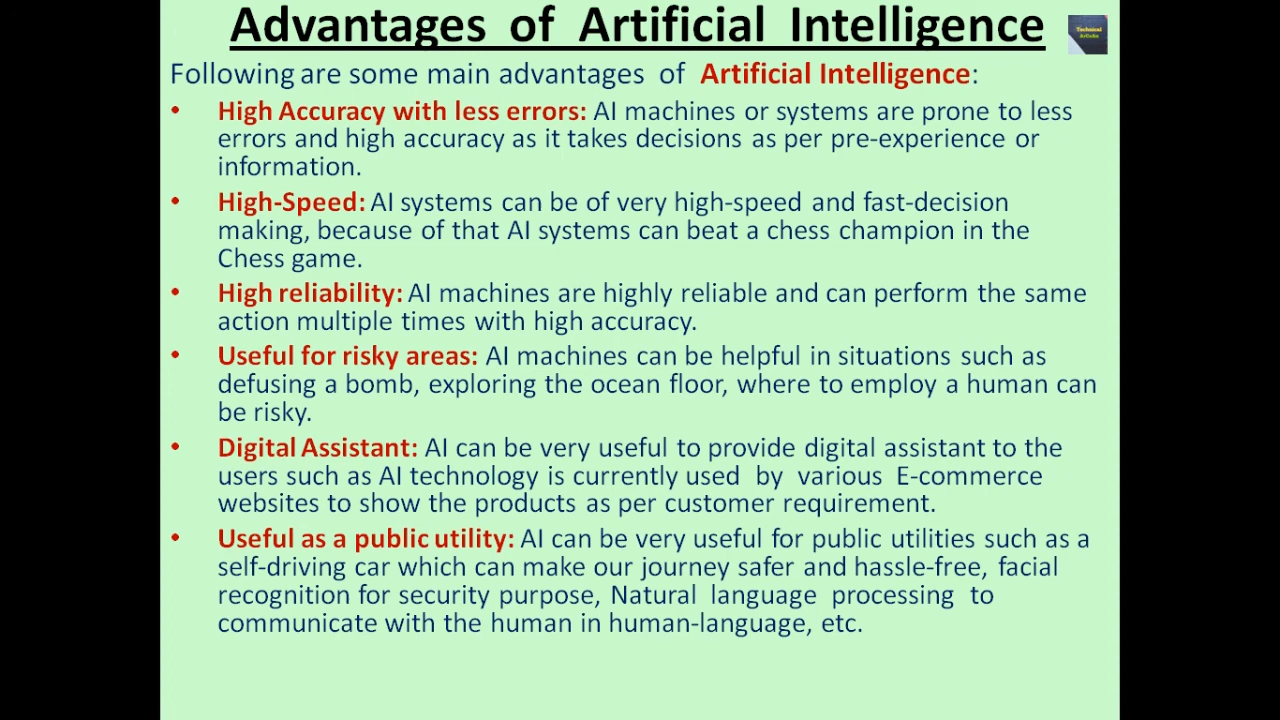 Advantages of Artificial Intelligence
Technical
Following are some main advantages of Artificial Intelligence:
• High Accuracy with less errors: AI machines or systems are prone to less
errors and high accuracy as it takes decisions as per pre-experience or
information.
• High-Speed: AI systems can be of very high-speed and fast-decision
making, because of that AI systems can beat a chess champion in the
Chess game.
• High reliability: AI machines are highly reliable and can perform the same
action multiple times with high accuracy.
• Useful for risky areas: AI machines can be helpful in situations such as
defusing a bomb, exploring the ocean floor, where to employ a human can
be risky.
• Digital Assistant: AI can be very useful to provide digital assistant to the
users such as AI technology is currently used by various E-commerce
websites to show the products as per customer requirement.
• Useful as a public utility: AI can be very useful for public utilities such as a
self-driving car which can make our journey safer and hassle-free, facial
recognition for security purpose, Natural language processing to
communicate with the human in human-language, etc.